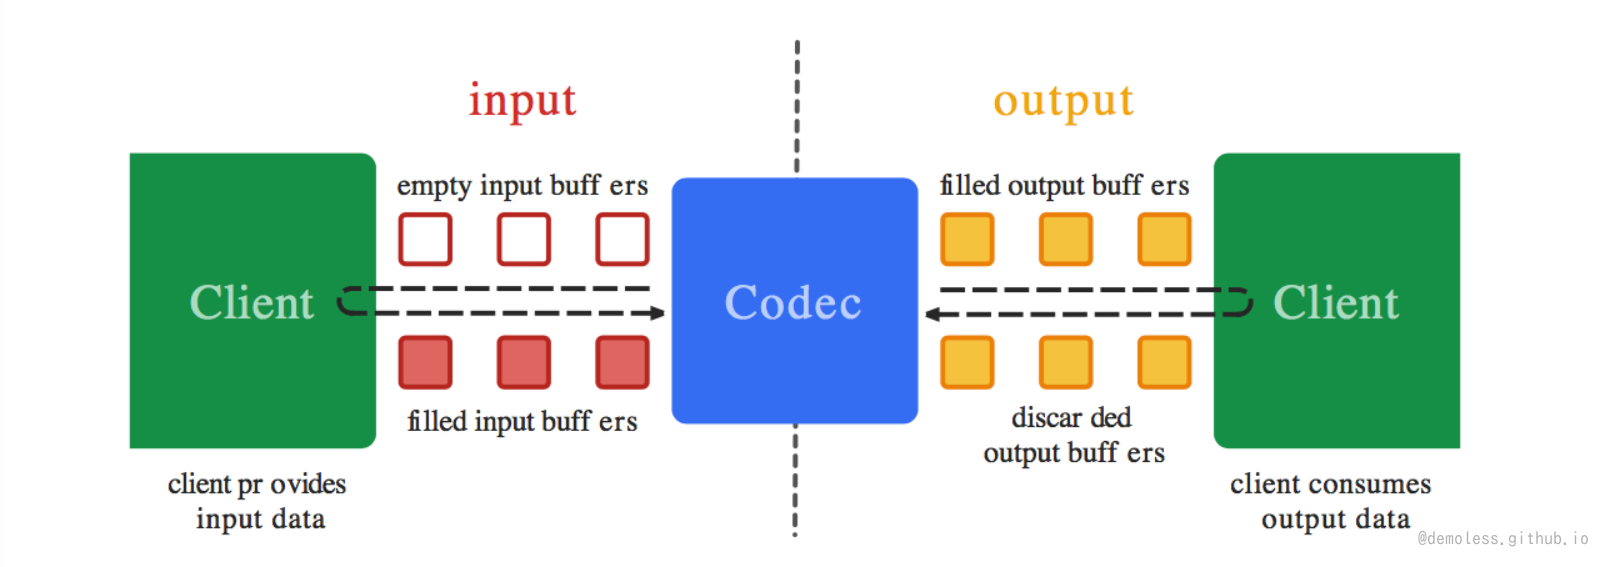 input
output
empty input buff ers
filled output buff ers
Client
Codec
Client
filled input buff ers
discar ded
output buff ers
client pr ovides
input data
client consumes
output data
@demoless.github.io